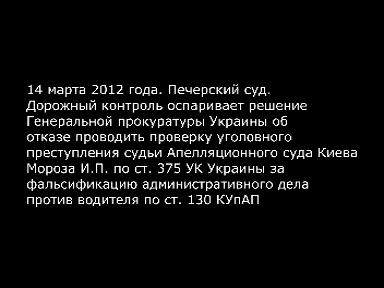 14 марта 2012 года. Печерский суд.
Дорожный контроль оспаривает решение
Генеральной прокуратуры Украины об
отказе проводить проверку уголовного
преступления судьи Апелляционного суда Киева
Мороза И.П. по ст. 375 УК Украины за
фальсификацию административного дела
против водителя по ст. 130 КУпАП